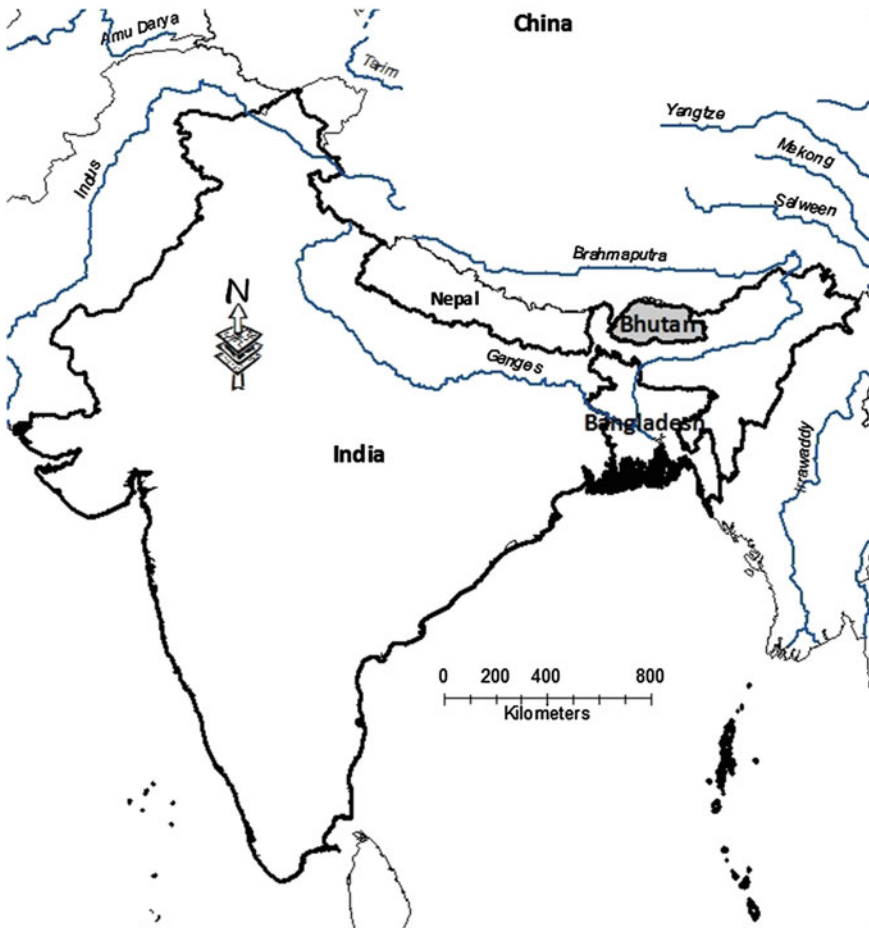 China
Amu Darya
Tarim
Yangtze
Mekong
Indus
Salween
Brahmaputra
N
Nepal
Bhutan
Ganges
Bangladesh
India
Irrawaddy
0 200 400 800
Kilometers